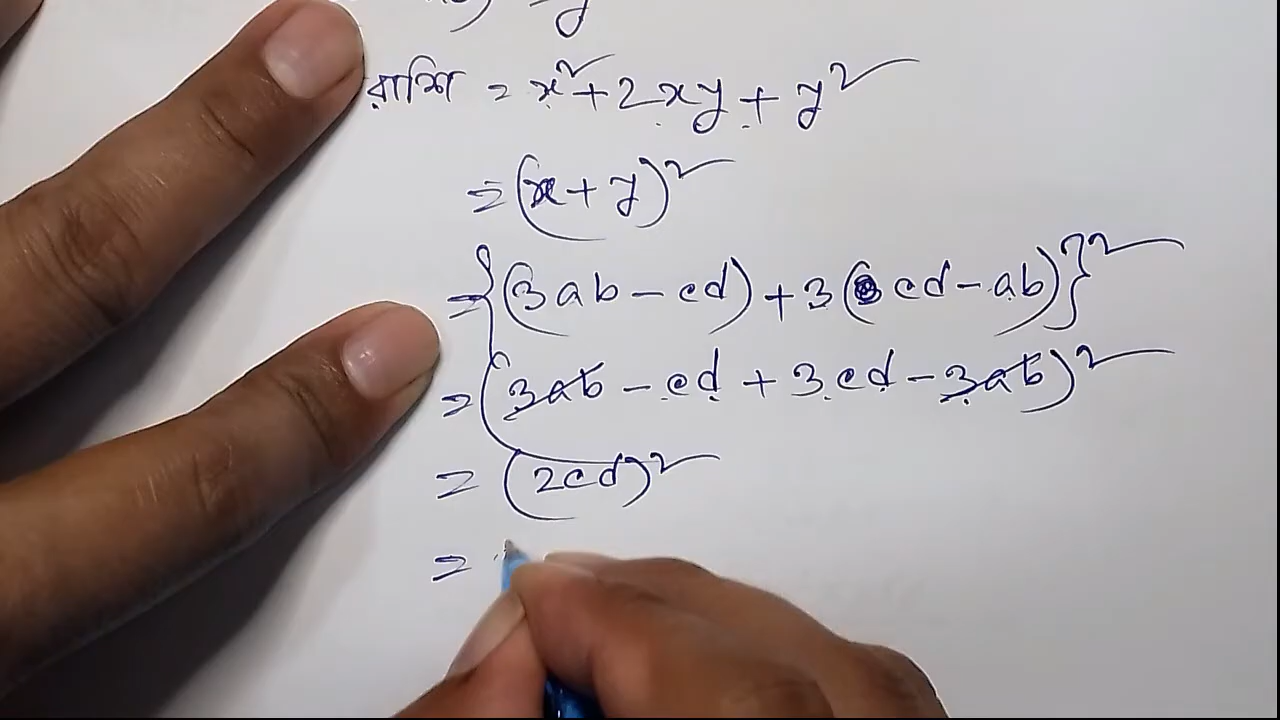 ) y
রাশি = x² + 2xy + y²
= (x + y)²
= {(3ab - cd) + 3(cd - ab)}²
= (3ab - cd + 3cd - 3ab)²
= (2cd)²
=